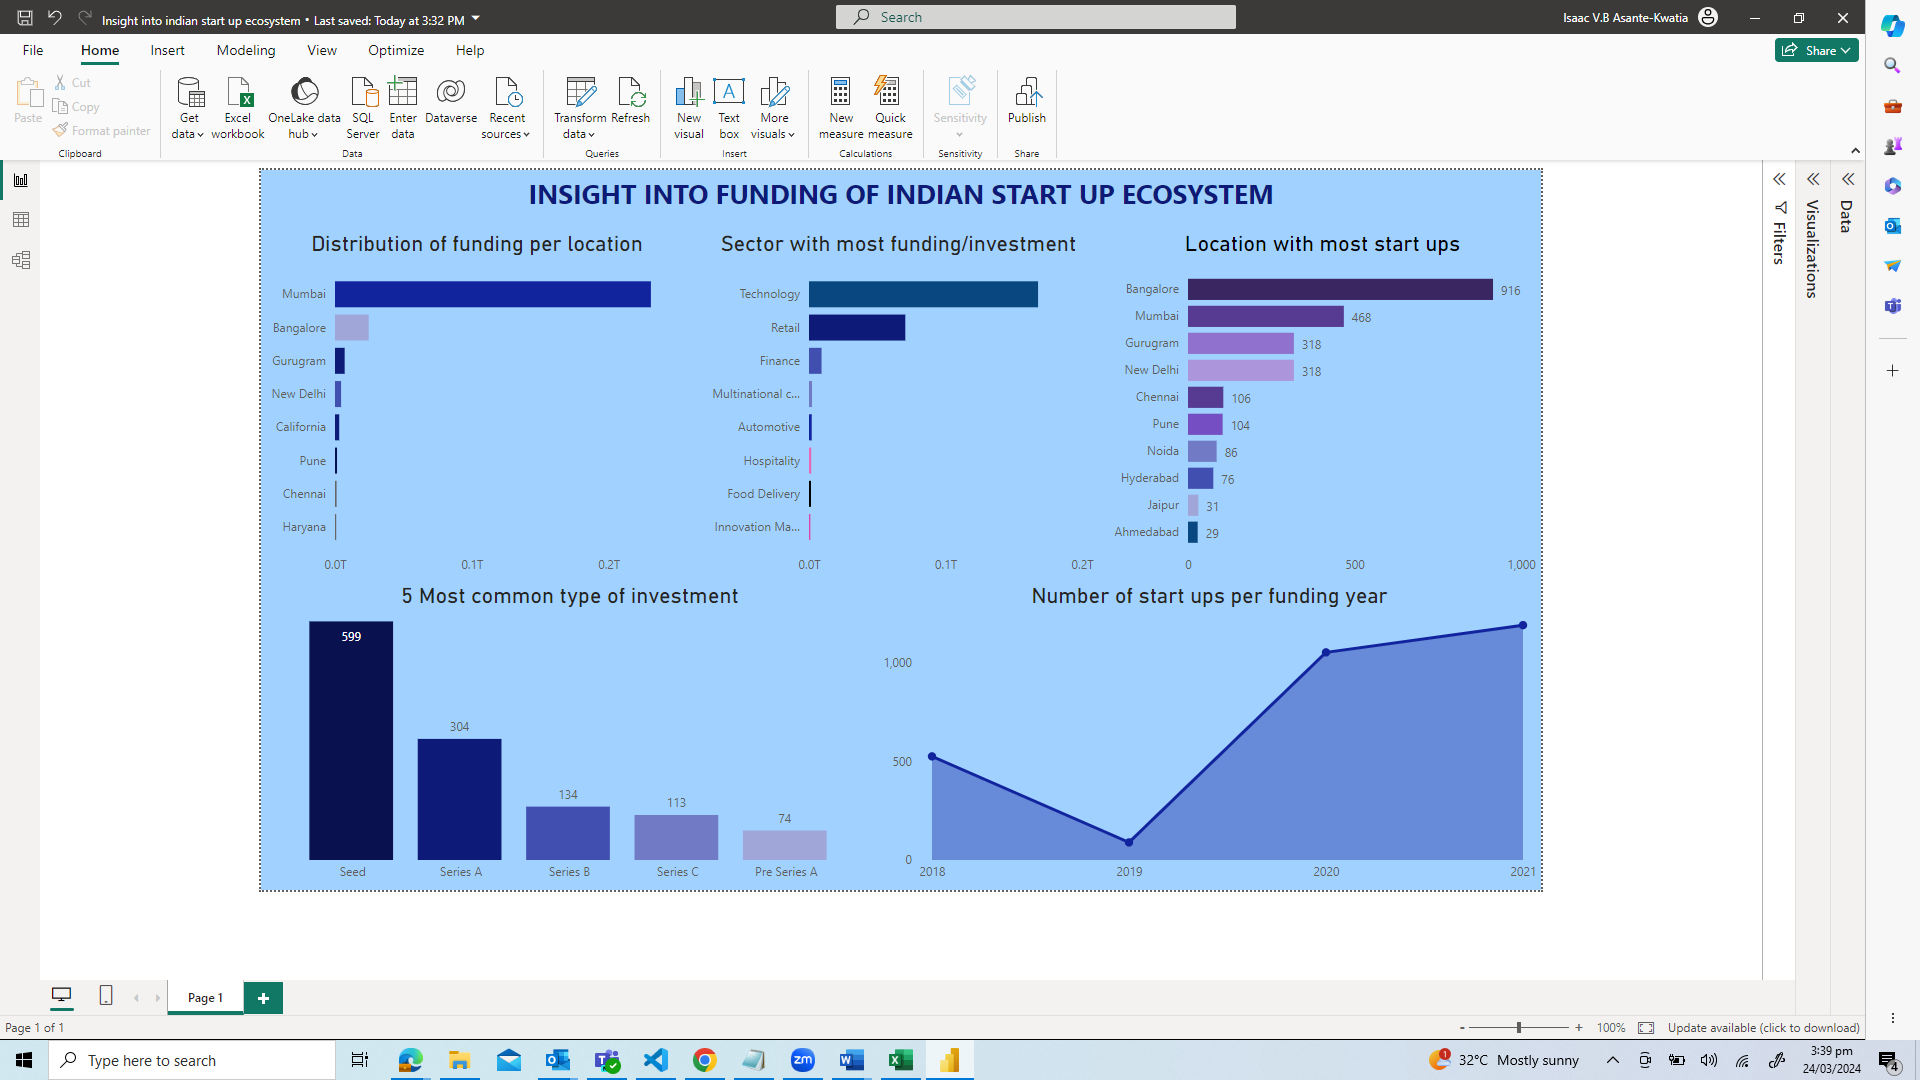 Insight into indian start up ecosystem • Last saved: Today at 3:32 PM
Search
Isaac V.B Asante-Kwatia
File
Home
Insert
Modeling
View
Optimize
Help
Share
Paste
Cut
Copy
Format painter
Clipboard
Get data
Excel workbook
OneLake data hub
SQL Server
Enter data
Dataverse
Recent sources
Data
Transform data
Refresh
Queries
New visual
Text box
More visuals
Insert
New measure
Quick measure
Calculations
Sensitivity
Sensitivity
Publish
Share
Filters
Visualizations
Data
INSIGHT INTO FUNDING OF INDIAN START UP ECOSYSTEM
Distribution of funding per location
Mumbai
Bangalore
Gurugram
New Delhi
California
Pune
Chennai
Haryana
0.0T 0.1T 0.2T
Sector with most funding/investment
Technology
Retail
Finance
Multinational c...
Automotive
Hospitality
Food Delivery
Innovation Ma...
0.0T 0.1T 0.2T
Location with most start ups
Bangalore 916
Mumbai 468
Gurugram 318
New Delhi 318
Chennai 106
Pune 104
Noida 86
Hyderabad 76
Jaipur 31
Ahmedabad 29
0 500 1,000
5 Most common type of investment
599
304
134
113
74
Seed Series A Series B Series C Pre Series A
Number of start ups per funding year
1,000
500
0
2018 2019 2020 2021
Page 1
Page 1 of 1
- + 100%
Update available (click to download)
Type here to search
zm
1
32°C Mostly sunny
3:39 pm
24/03/2024
4